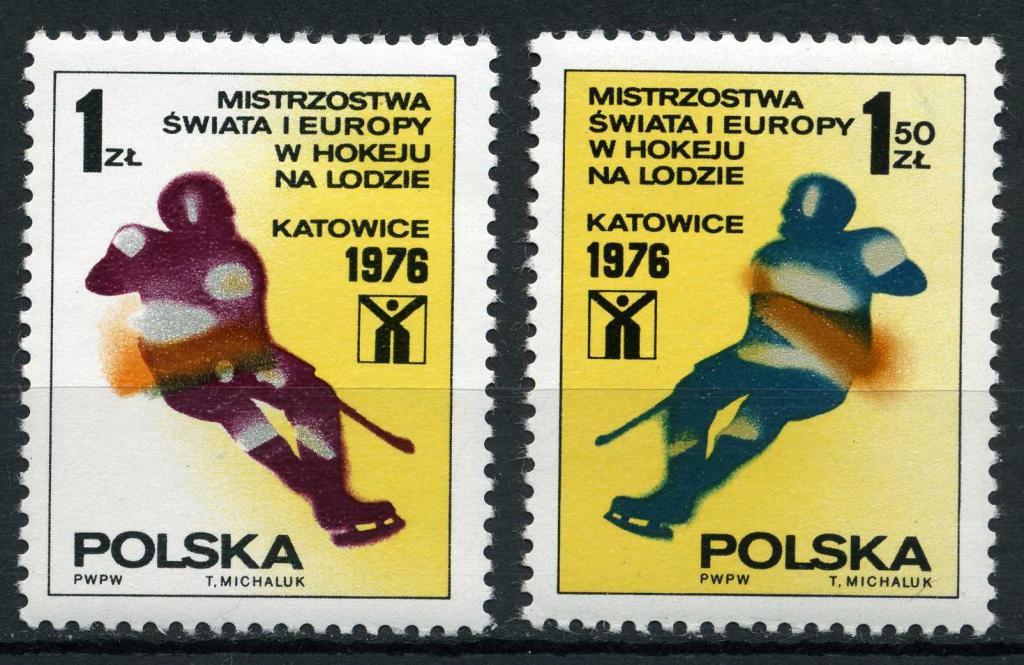 1 ZŁ
MISTRZOSTWA
ŚWIATA I EUROPY
W HOKEJU
NA LODZIE
KATOWICE
1976
POLSKA
PWPW T. MICHALUK
MISTRZOSTWA
ŚWIATA I EUROPY
W HOKEJU
NA LODZIE
1 50 ZŁ
KATOWICE
1976
POLSKA
PWPW T. MICHALUK